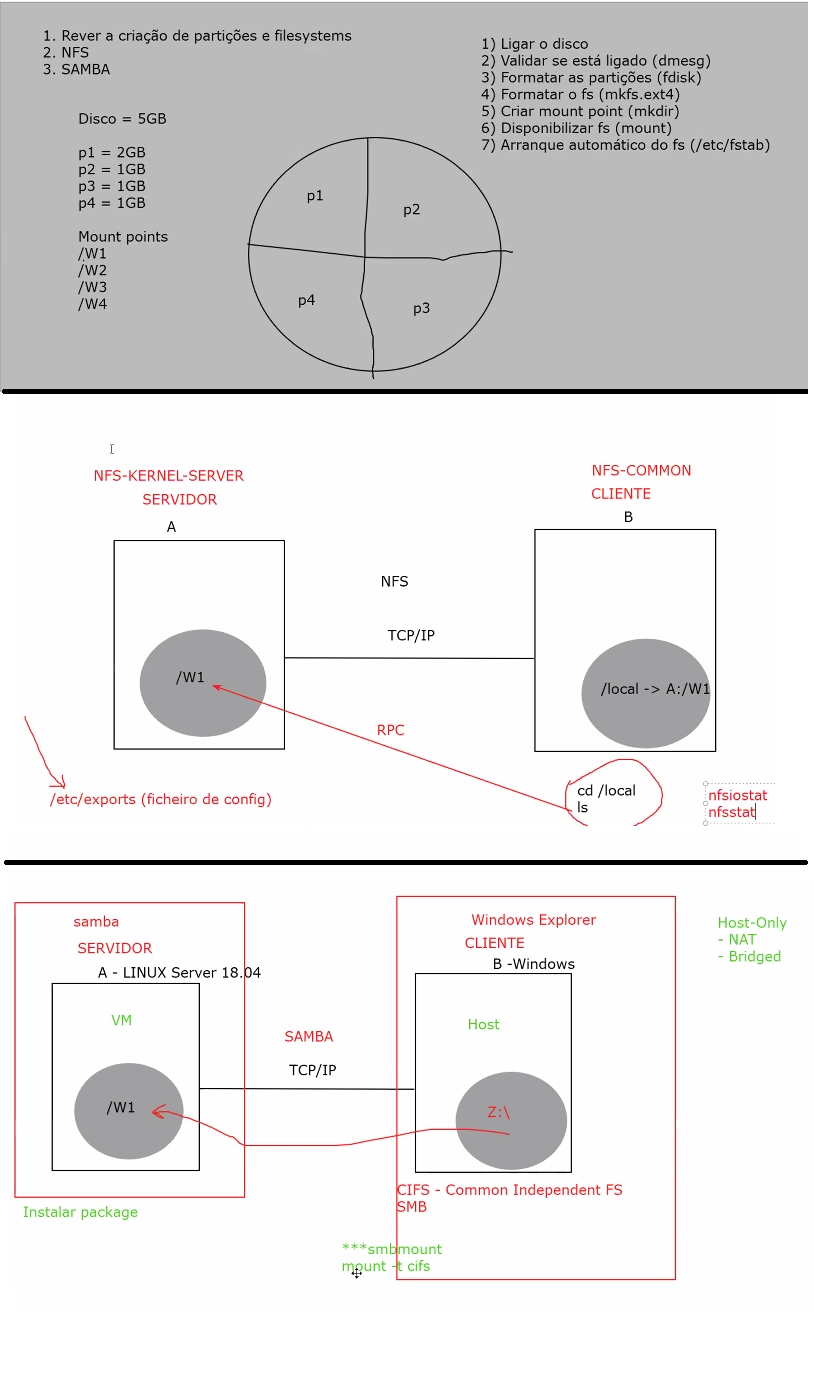 1. Rever a criação de partições e filesystems
2. NFS
3. SAMBA
1) Ligar o disco
2) Validar se está ligado (dmesg)
3) Formatar as partições (fdisk)
4) Formatar o fs (mkfs.ext4)
5) Criar mount point (mkdir)
6) Disponibilizar fs (mount)
7) Arranque automático do fs (/etc/fstab)
Disco = 5GB
p1 = 2GB
p2 = 1GB
p3 = 1GB
p4 = 1GB
Mount points
/W1
/W2
/W3
/W4
p1
p2
p4
p3
NFS-KERNEL-SERVER
SERVIDOR
A
NFS-COMMON
CLIENTE
B
NFS
TCP/IP
/W1
/local -> A:/W1
RPC
/etc/exports (ficheiro de config)
cd /local
ls
nfsiostat
nfsstat
samba
SERVIDOR
A - LINUX Server 18.04
VM
Windows Explorer
CLIENTE
B -Windows
Host
Host-Only
- NAT
- Bridged
SAMBA
TCP/IP
/W1
Z:\
CIFS - Common Independent FS
SMB
Instalar package
***smbmount
mount -t cifs